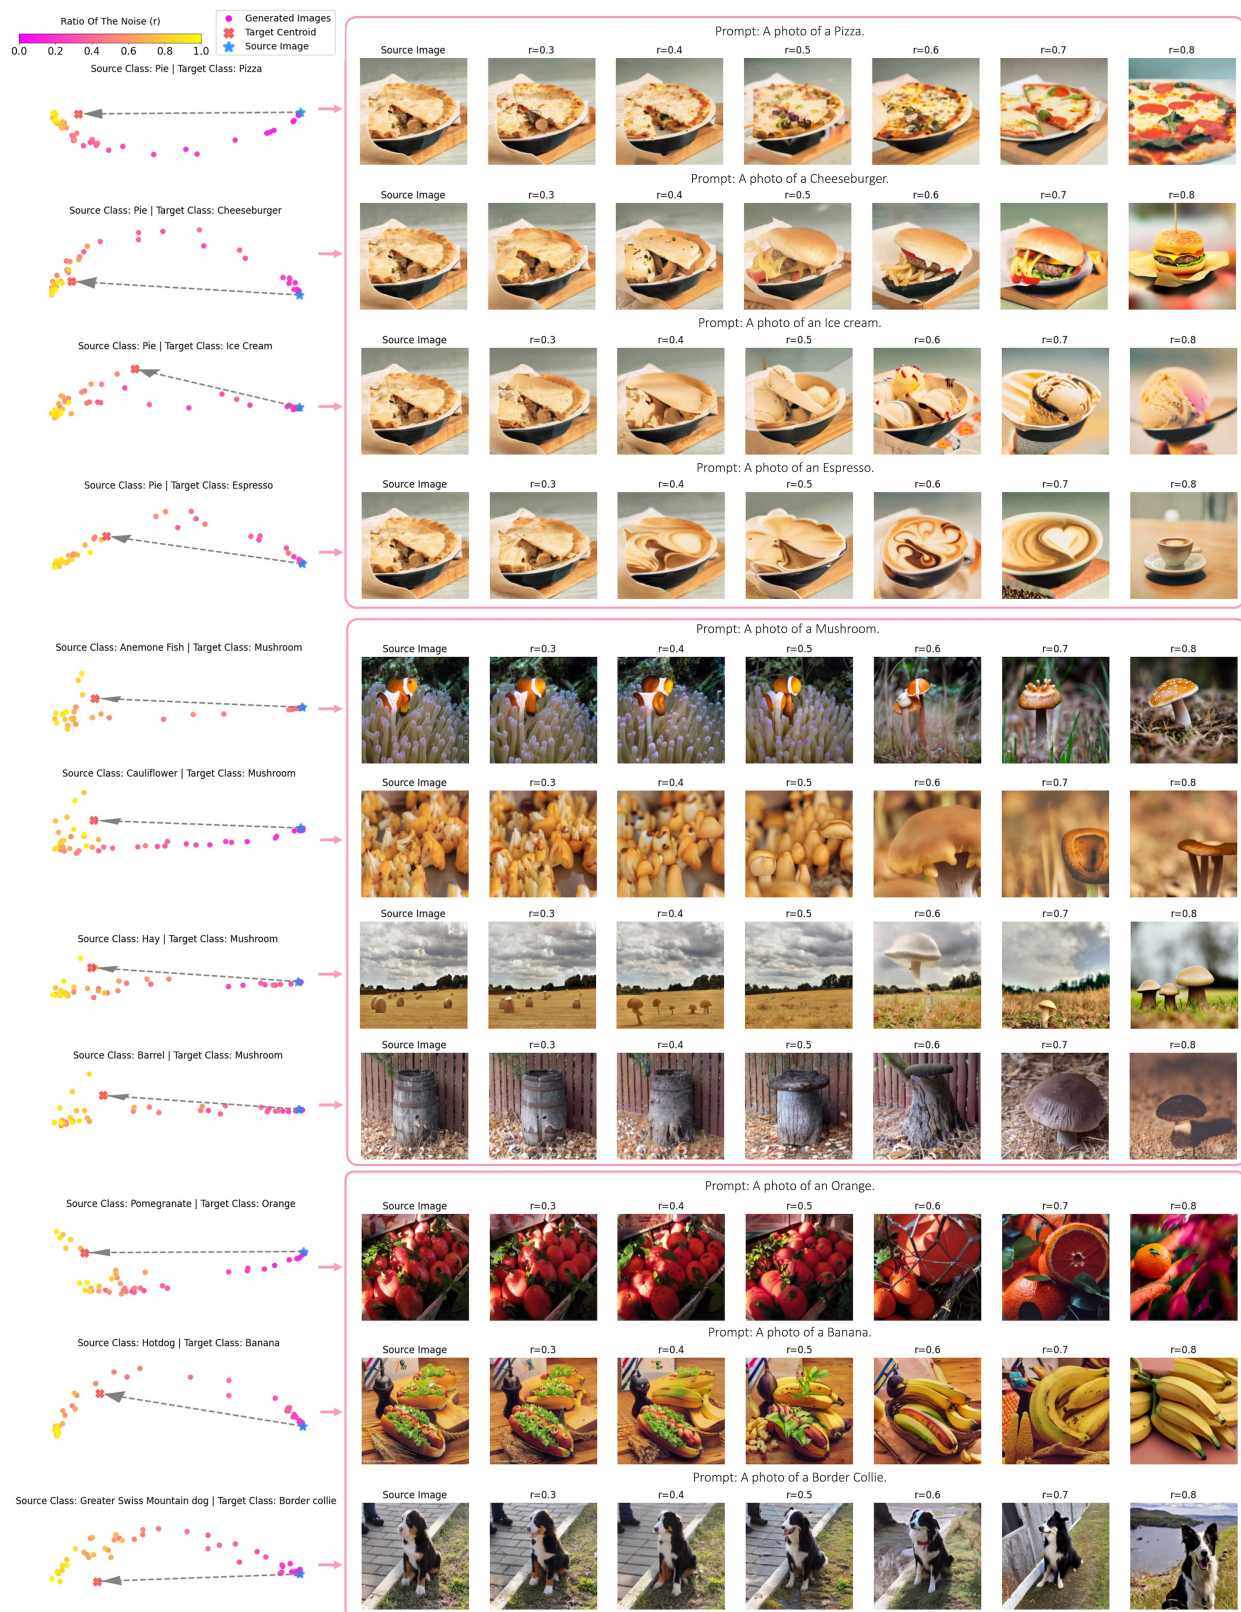 Ratio Of The Noise (r)
0.0 0.2 0.4 0.6 0.8 1.0
Generated Images
Target Centroid
Source Image
Source Class: Pie | Target Class: Pizza
Prompt: A photo of a Pizza.
Source Image r=0.3 r=0.4 r=0.5 r=0.6 r=0.7 r=0.8
Source Class: Pie | Target Class: Cheeseburger
Prompt: A photo of a Cheeseburger.
Source Image r=0.3 r=0.4 r=0.5 r=0.6 r=0.7 r=0.8
Source Class: Pie | Target Class: Ice Cream
Prompt: A photo of an Ice cream.
Source Image r=0.3 r=0.4 r=0.5 r=0.6 r=0.7 r=0.8
Source Class: Pie | Target Class: Espresso
Prompt: A photo of an Espresso.
Source Image r=0.3 r=0.4 r=0.5 r=0.6 r=0.7 r=0.8
Source Class: Anemone Fish | Target Class: Mushroom
Prompt: A photo of a Mushroom.
Source Image r=0.3 r=0.4 r=0.5 r=0.6 r=0.7 r=0.8
Source Class: Cauliflower | Target Class: Mushroom
Source Image r=0.3 r=0.4 r=0.5 r=0.6 r=0.7 r=0.8
Source Class: Hay | Target Class: Mushroom
Source Image r=0.3 r=0.4 r=0.5 r=0.6 r=0.7 r=0.8
Source Class: Barrel | Target Class: Mushroom
Source Image r=0.3 r=0.4 r=0.5 r=0.6 r=0.7 r=0.8
Source Class: Pomegranate | Target Class: Orange
Prompt: A photo of an Orange.
Source Image r=0.3 r=0.4 r=0.5 r=0.6 r=0.7 r=0.8
Source Class: Hotdog | Target Class: Banana
Prompt: A photo of a Banana.
Source Image r=0.3 r=0.4 r=0.5 r=0.6 r=0.7 r=0.8
Source Class: Greater Swiss Mountain dog | Target Class: Border collie
Prompt: A photo of a Border Collie.
Source Image r=0.3 r=0.4 r=0.5 r=0.6 r=0.7 r=0.8